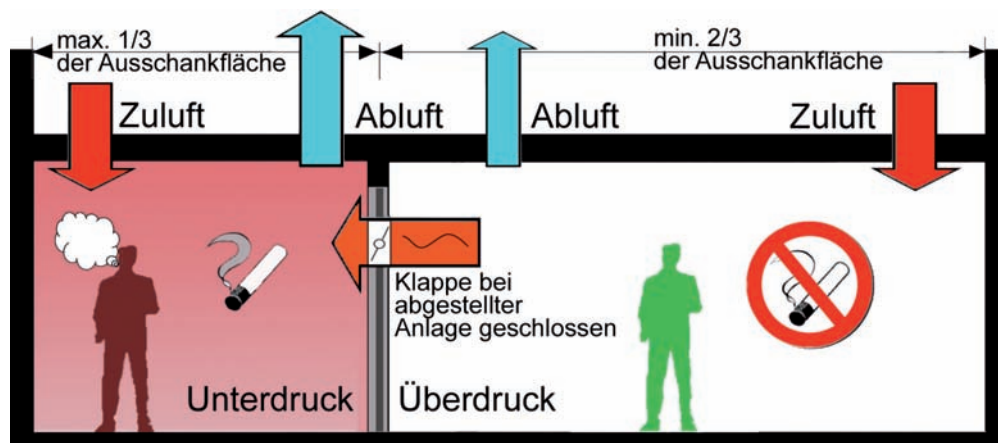 max. 1/3
der Ausschankfläche
min. 2/3
der Ausschankfläche
Zuluft
Abluft
Abluft
Zuluft
Klappe bei
abgestellter
Anlage geschlossen
Unterdruck
Überdruck